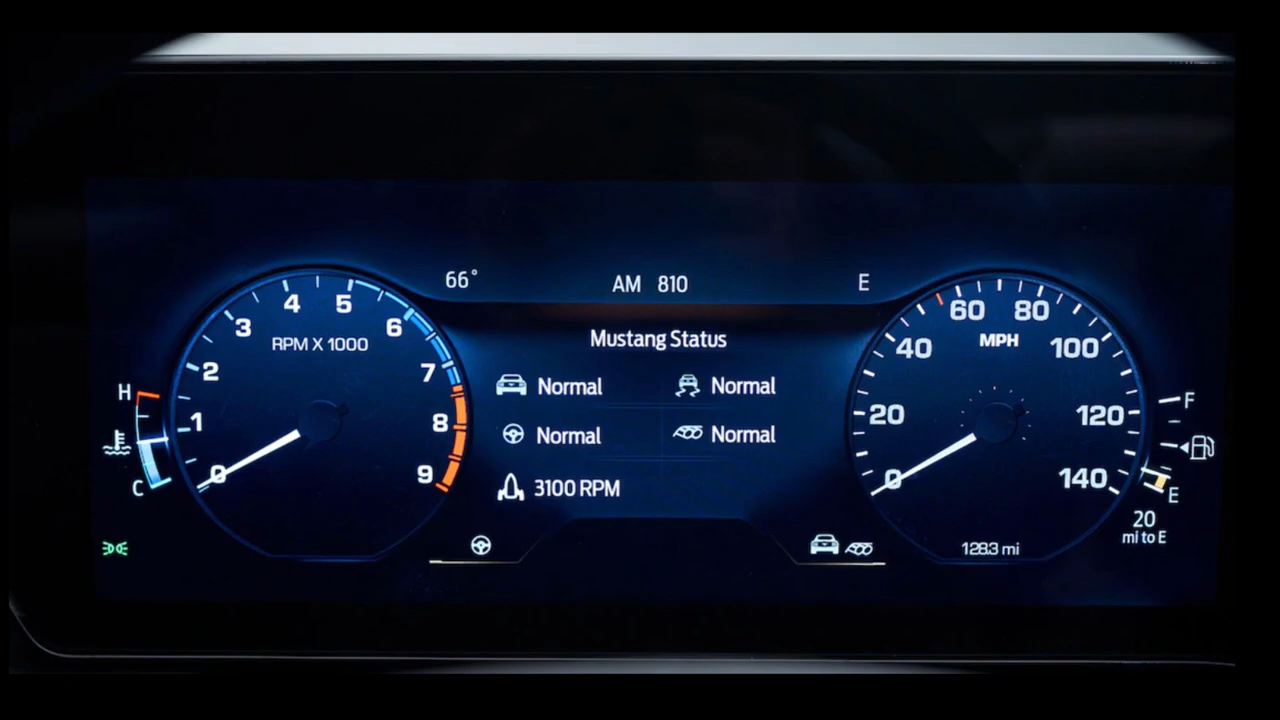 66° AM 810 E
Mustang Status
Normal Normal
Normal Normal
3100 RPM
0 1 2 3 4 5 6 7 8 9
RPM X 1000
H
C
0 20 40 60 80 100 120 140
MPH
128.3 mi
F
E
20
mi to E